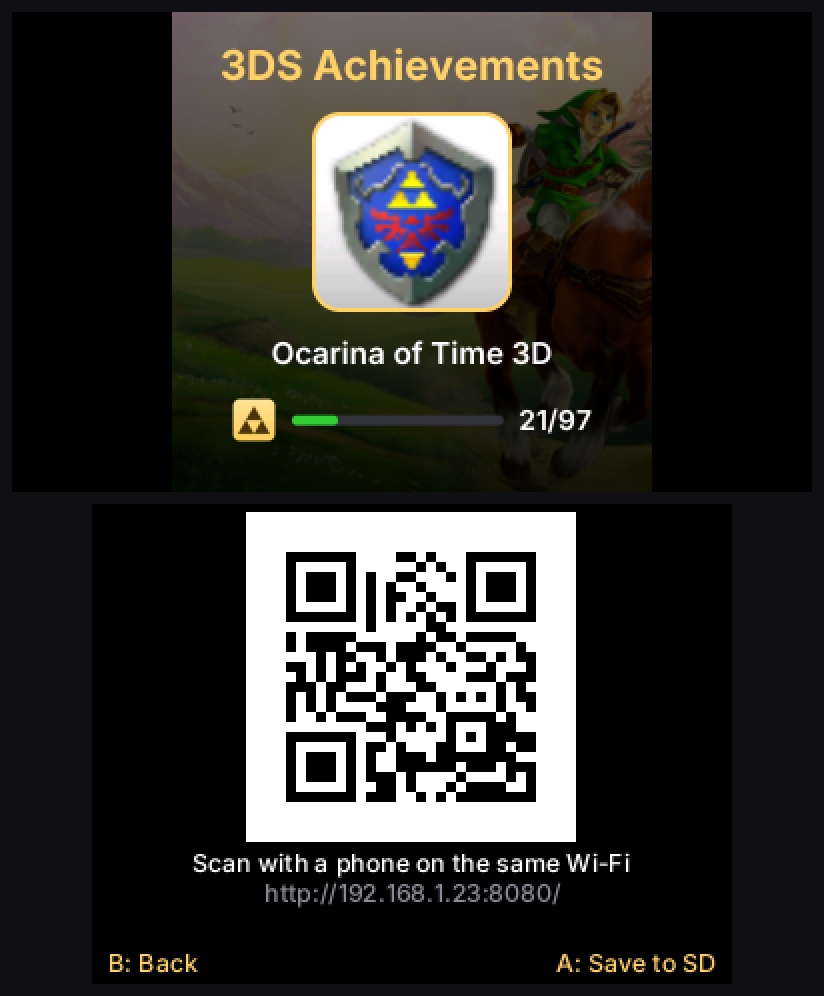 3DS Achievements
Ocarina of Time 3D
21/97
Scan with a phone on the same Wi-Fi
http://192.168.1.23:8080/
B: Back
A: Save to SD